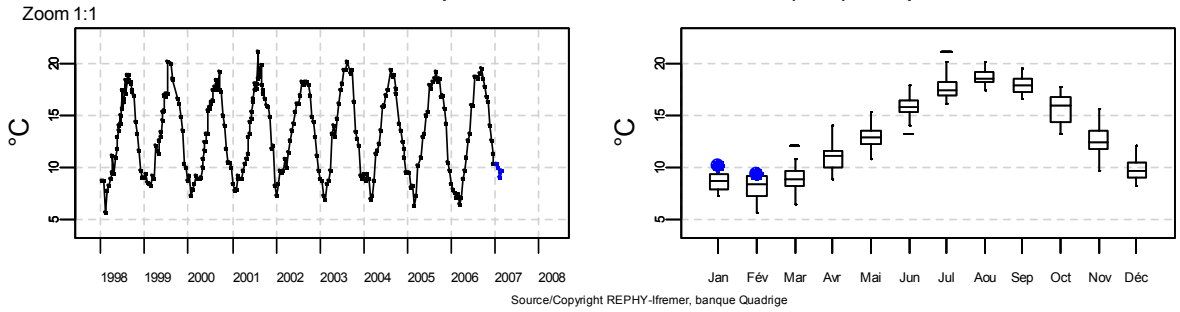 Zoom 1:1
°C
20
15
10
5
1998 1999 2000 2001 2002 2003 2004 2005 2006 2007 2008
°C
20
15
10
5
Jan Fév Mar Avr Mai Jun Jul Aou Sep Oct Nov Déc
Source/Copyright REPHY-Ifremer, banque Quadrige